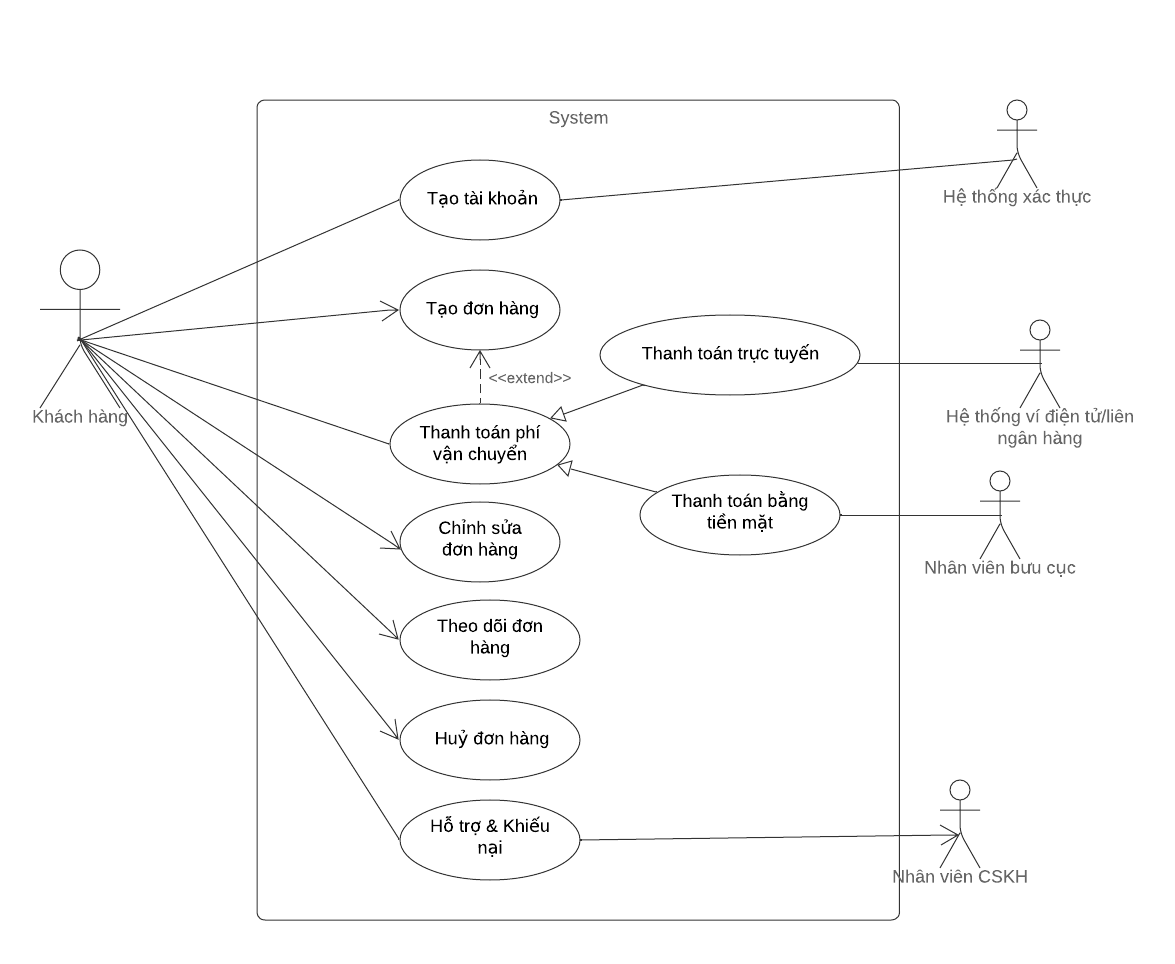 System
Tạo tài khoản
Hệ thống xác thực
Tạo đơn hàng
Thanh toán trực tuyến
<<extend>>
Khách hàng
Hệ thống ví điện tử/liên
ngân hàng
Thanh toán phí
vận chuyển
Thanh toán bằng
tiền mặt
Chỉnh sửa
đơn hàng
Nhân viên bưu cục
Theo dõi đơn
hàng
Huỷ đơn hàng
Hỗ trợ & Khiếu
nại
Nhân viên CSKH